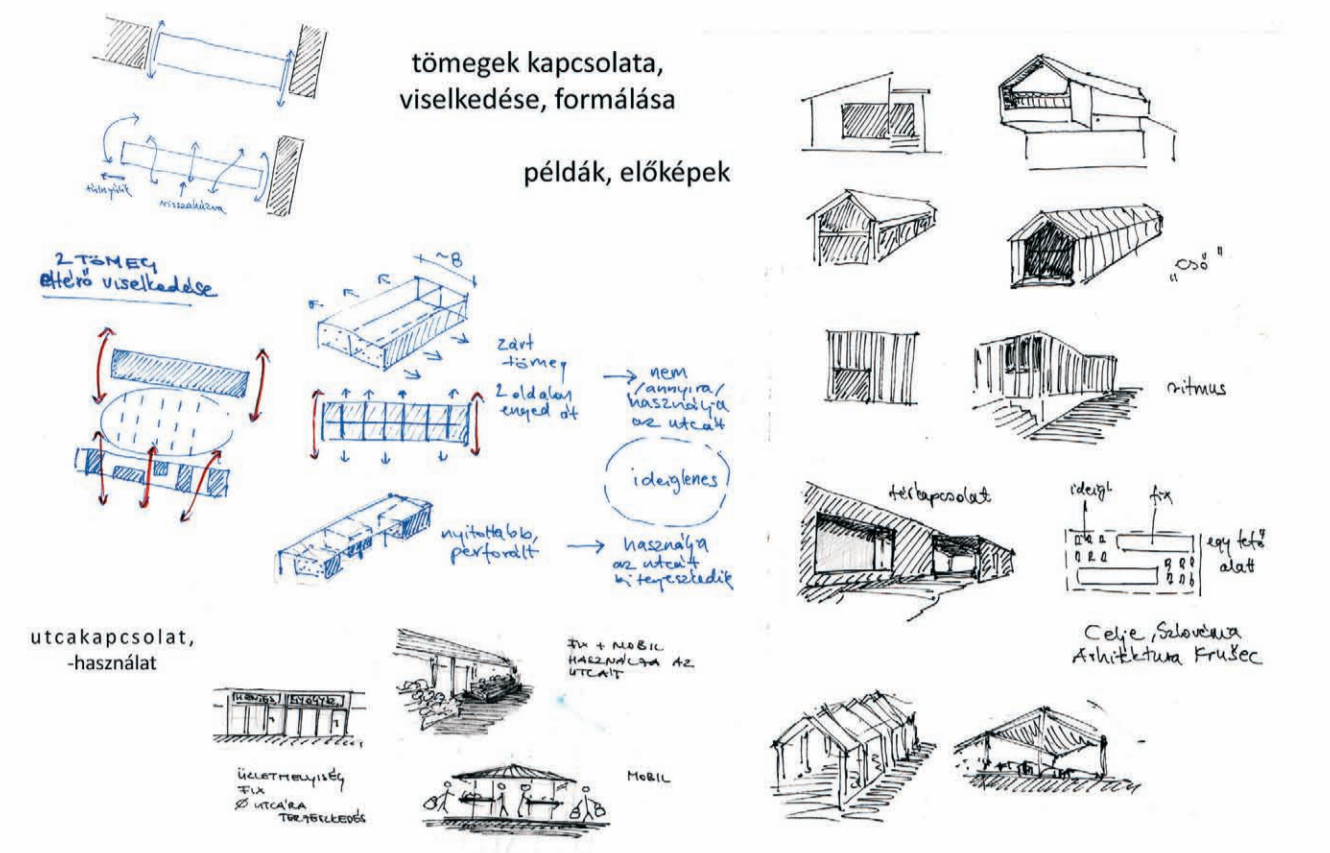 tömegek kapcsolata,
viselkedése, formálása
példák, előképek
túlnyúlik
visszahúzva
2 TÖMEG
eltérő viselkedése
~8
zárt
tömeg
2 oldalon
enged át
nem
/annyira/
használja
az utcát
ideiglenes
nyitottabb,
perforált
használja
az utcát
kiterjeszkedik
„cső"
ritmus
térkapcsolat
ideigl
fix
egy tető
alatt
Celje, Szlovénia
Arhitektura Krušec
utcakapcsolat,
-használat
FIX + MOBIL
HASZNÁLJA AZ
UTCÁT
ÜZLETHELYISÉG
FIX
Ø UTCÁRA
TERJESZKEDÉS
MOBIL